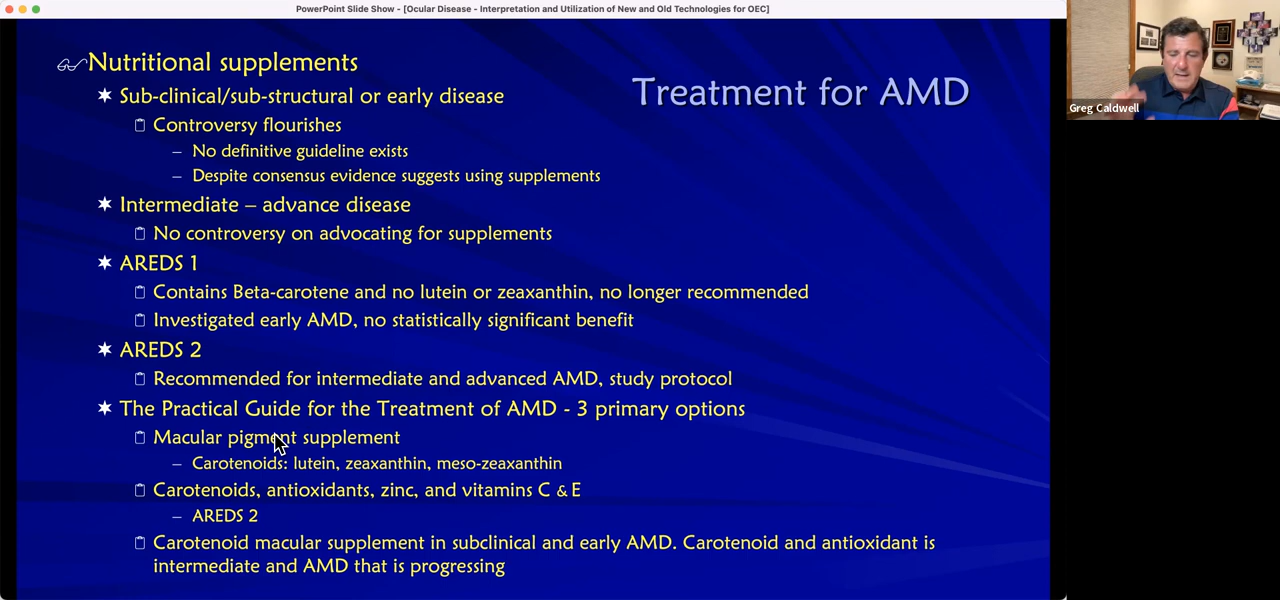 PowerPoint Slide Show - [Ocular Disease - Interpretation and Utilization of New and Old Technologies for OEC]
Treatment for AMD
Nutritional supplements
Sub-clinical/sub-structural or early disease
Controversy flourishes
– No definitive guideline exists
– Despite consensus evidence suggests using supplements
Intermediate – advance disease
No controversy on advocating for supplements
AREDS 1
Contains Beta-carotene and no lutein or zeaxanthin, no longer recommended
Investigated early AMD, no statistically significant benefit
AREDS 2
Recommended for intermediate and advanced AMD, study protocol
The Practical Guide for the Treatment of AMD - 3 primary options
Macular pigment supplement
– Carotenoids: lutein, zeaxanthin, meso-zeaxanthin
Carotenoids, antioxidants, zinc, and vitamins C & E
– AREDS 2
Carotenoid macular supplement in subclinical and early AMD. Carotenoid and antioxidant is
intermediate and AMD that is progressing
Greg Caldwell